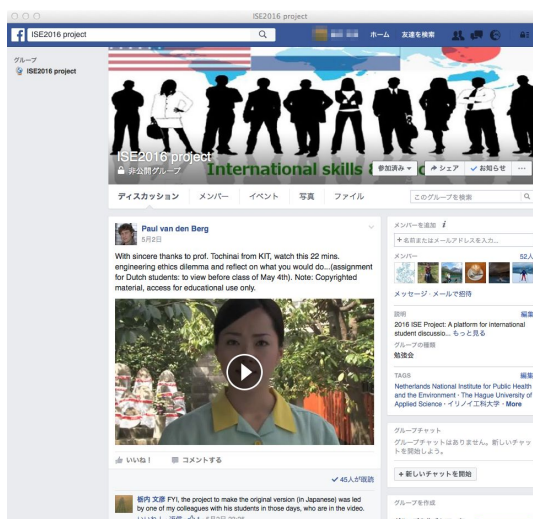 ISE2016 project
ISE2016 project
ホーム
友達を検索
グループ
ISE2016 project
ISE2016 project
非公開グループ
International skills
参加済み
シェア
お知らせ
ディスカッション メンバー イベント 写真 ファイル
このグループを検索
Paul van den Berg
5月2日
With sincere thanks to prof. Tochinai from KIT, watch this 22 mins.
engineering ethics dilemma and reflect on what you would do...(assignment
for Dutch students: to view before class of May 4th). Note: Copyrighted
material, access for educational use only.
いいね！ コメントする
45人が既読
栃内 文彦 FYI, the project to make the original version (in Japanese) was led
by one of my colleagues with his students in those days, who are in the video.
メンバーを追加
+ 名前またはメールアドレスを入力...
メンバー 52人
メッセージ・メールで招待
説明 編集
2016 ISE Project: A platform for international
student discussio... もっと見る
グループの種類
勉強会
TAGS 編集
Netherlands National Institute for Public Health
and the Environment · The Hague University of
Applied Science · イリノイ工科大学 · More
グループチャット
グループチャットはありません。新しいチャッ
トを開始しよう。
+ 新しいチャットを開始
グループを作成